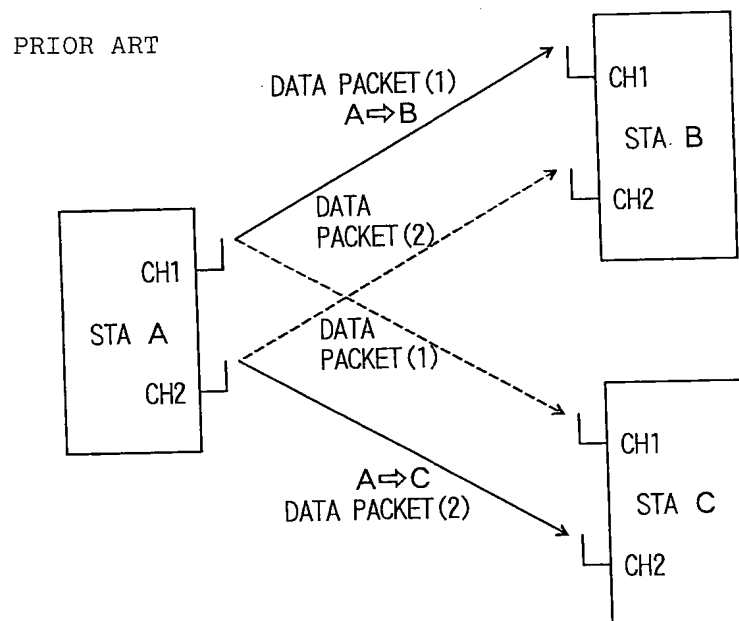 PRIOR ART
DATA PACKET(1)
A⇒B
CH1
STA B
CH2
DATA
PACKET(2)
CH1
STA A
CH2
DATA
PACKET(1)
CH1
STA C
CH2
A⇒C
DATA PACKET(2)